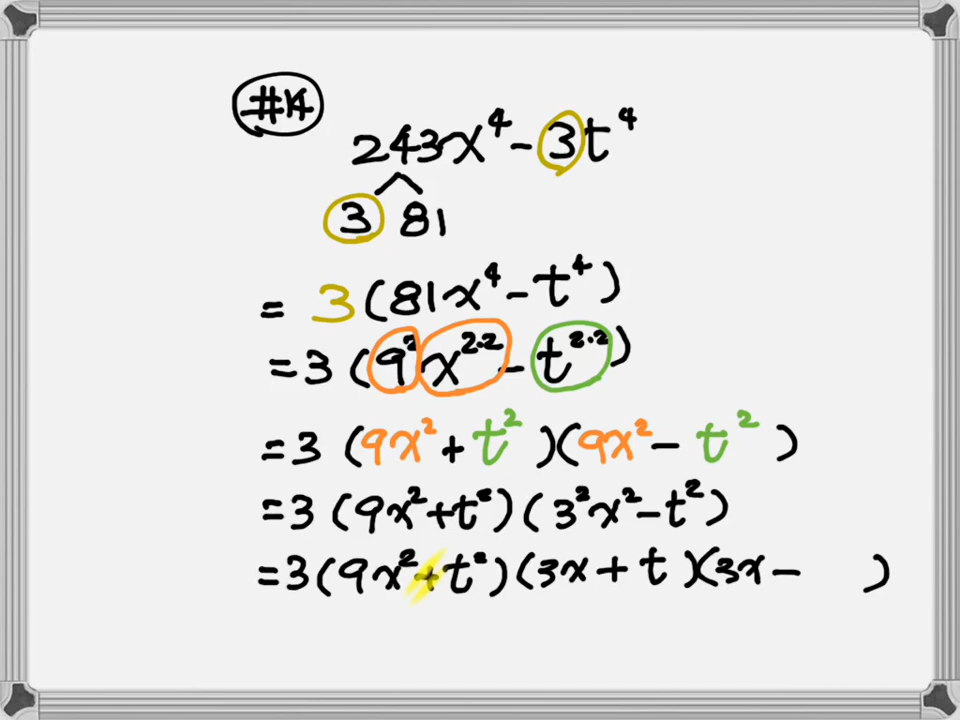 #14
243x⁴ - 3t⁴
3 81
= 3 (81x⁴ - t⁴)
= 3 (9²x²·² - t²·²)
= 3 (9x² + t²)(9x² - t²)
= 3 (9x² + t²)(3²x² - t²)
= 3 (9x² + t²)(3x + t)(3x - )